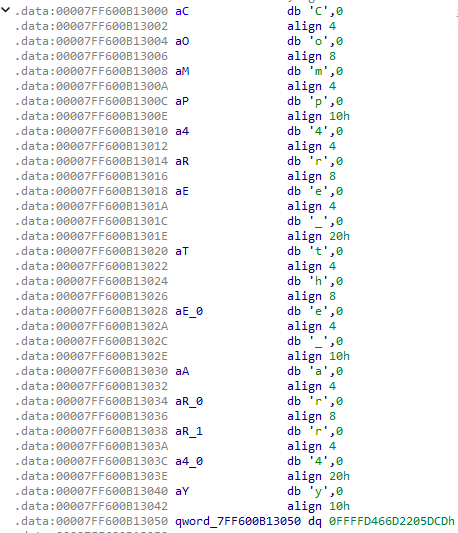 .data:00007FF600B13000 aC db 'C',0
.data:00007FF600B13002 align 4
.data:00007FF600B13004 aO db 'o',0
.data:00007FF600B13006 align 8
.data:00007FF600B13008 aM db 'm',0
.data:00007FF600B1300A align 4
.data:00007FF600B1300C aP db 'p',0
.data:00007FF600B1300E align 10h
.data:00007FF600B13010 a4 db '4',0
.data:00007FF600B13012 align 4
.data:00007FF600B13014 aR db 'r',0
.data:00007FF600B13016 align 8
.data:00007FF600B13018 aE db 'e',0
.data:00007FF600B1301A align 4
.data:00007FF600B1301C db '_',0
.data:00007FF600B1301E align 20h
.data:00007FF600B13020 aT db 't',0
.data:00007FF600B13022 align 4
.data:00007FF600B13024 db 'h',0
.data:00007FF600B13026 align 8
.data:00007FF600B13028 aE_0 db 'e',0
.data:00007FF600B1302A align 4
.data:00007FF600B1302C db '_',0
.data:00007FF600B1302E align 10h
.data:00007FF600B13030 aA db 'a',0
.data:00007FF600B13032 align 4
.data:00007FF600B13034 aR_0 db 'r',0
.data:00007FF600B13036 align 8
.data:00007FF600B13038 aR_1 db 'r',0
.data:00007FF600B1303A align 4
.data:00007FF600B1303C a4_0 db '4',0
.data:00007FF600B1303E align 20h
.data:00007FF600B13040 aY db 'y',0
.data:00007FF600B13042 align 10h
.data:00007FF600B13050 qword_7FF600B13050 dq 0FFFFD466D2205DCDh